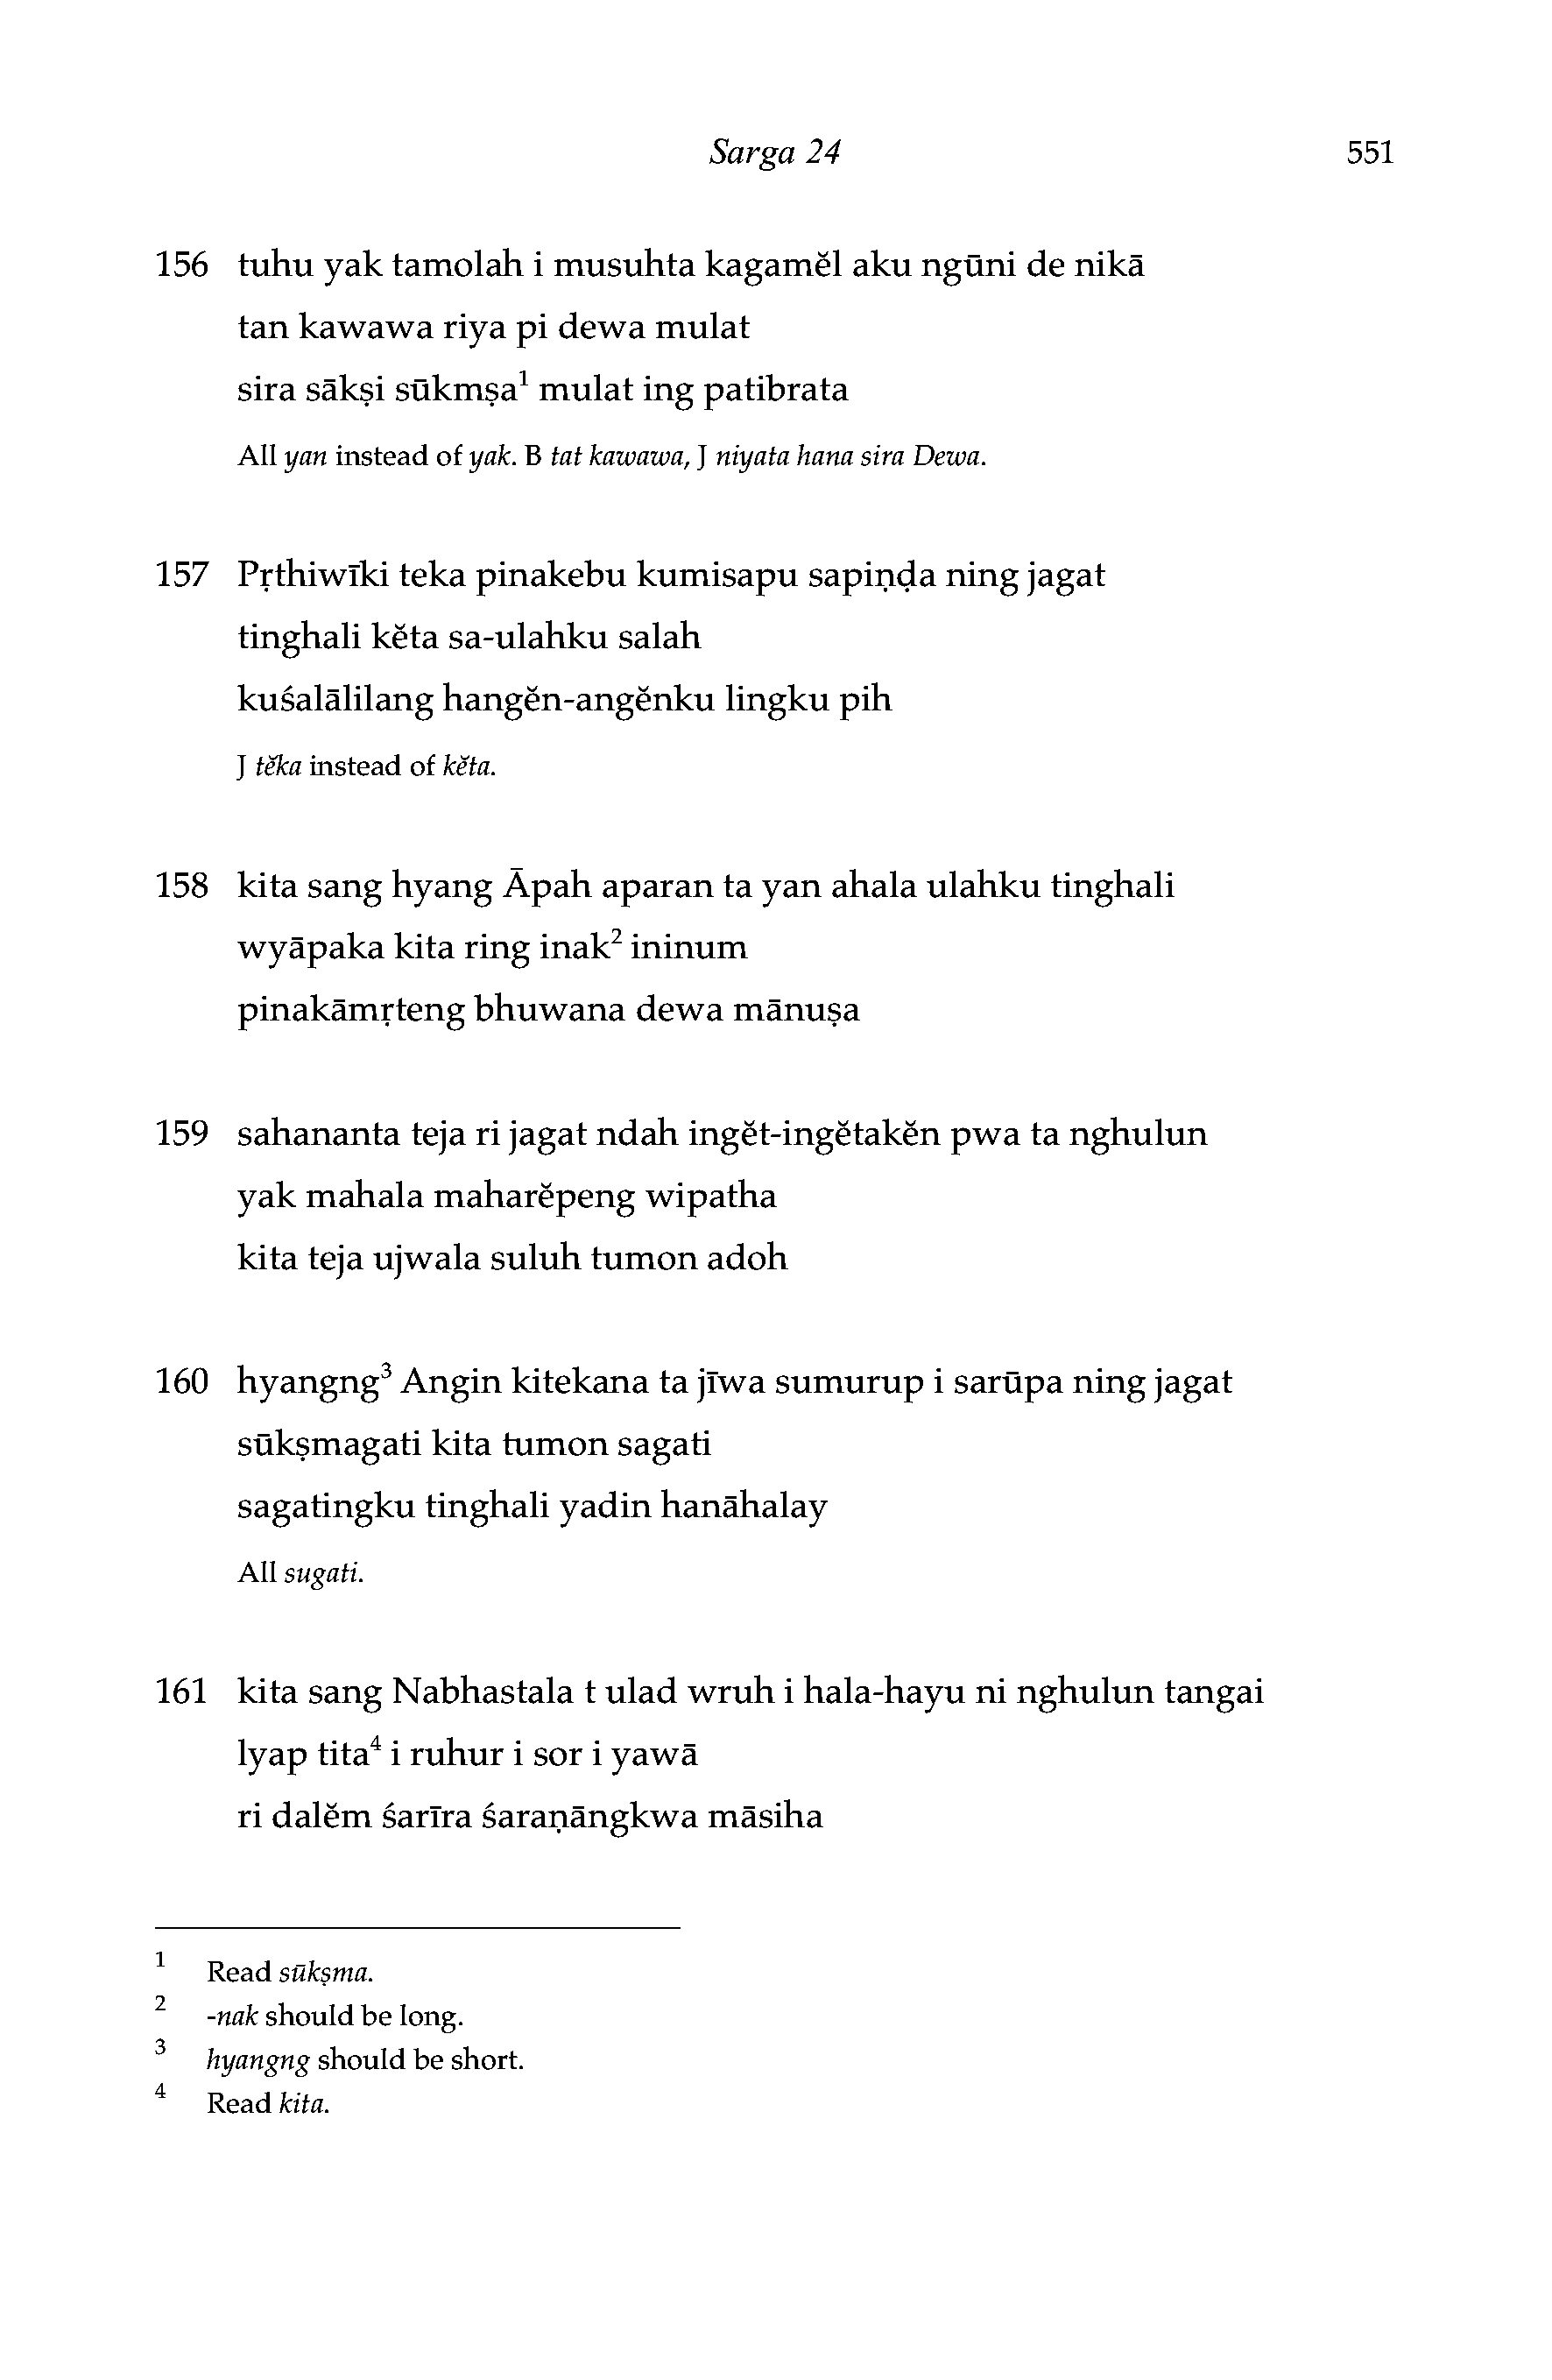 Sarga 24 551
156 tuhu yak tamolah i musuhta kagamĕl aku ngūni de nikā
tan kawawa riya pi dewa mulat
sira sākṣi sūkmṣa¹ mulat ing patibrata
All yan instead of yak. B tat kawawa, J niyata hana sira Dewa.
157 Pṛthiwīki teka pinakebu kumisapu sapiṇḍa ning jagat
tinghali kĕta sa-ulahku salah
kuśalālilang hangĕn-angĕnku lingku pih
J tĕka instead of kĕta.
158 kita sang hyang Āpah aparan ta yan ahala ulahku tinghali
wyāpaka kita ring inak² ininum
pinakāmṛteng bhuwana dewa mānuṣa
159 sahananta teja ri jagat ndah ingĕt-ingĕtakĕn pwa ta nghulun
yak mahala maharĕpeng wipatha
kita teja ujwala suluh tumon adoh
160 hyangng³ Angin kitekana ta jīwa sumurup i sarūpa ning jagat
sūkṣmagati kita tumon sagati
sagatingku tinghali yadin hanāhalay
All sugati.
161 kita sang Nabhastala t ulad wruh i hala-hayu ni nghulun tangai
lyap tita⁴ i ruhur i sor i yawā
ri dalĕm śarīra śaraṇāngkwa māsiha
1 Read sūkṣma.
2 -nak should be long.
3 hyangng should be short.
4 Read kita.